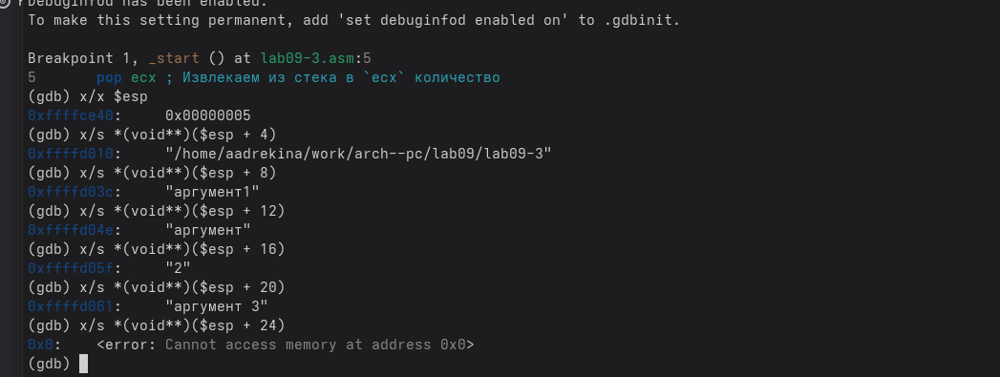 Debuginfod has been enabled.
To make this setting permanent, add 'set debuginfod enabled on' to .gdbinit.
Breakpoint 1, _start () at lab09-3.asm:5
5       pop ecx ; Извлекаем из стека в `ecx` количество
(gdb) x/x $esp
0xffffce40:     0x00000005
(gdb) x/s *(void**)($esp + 4)
0xffffd010:     "/home/aadrekina/work/arch--pc/lab09/lab09-3"
(gdb) x/s *(void**)($esp + 8)
0xffffd03c:     "аргумент1"
(gdb) x/s *(void**)($esp + 12)
0xffffd04e:     "аргумент"
(gdb) x/s *(void**)($esp + 16)
0xffffd05f:     "2"
(gdb) x/s *(void**)($esp + 20)
0xffffd061:     "аргумент 3"
(gdb) x/s *(void**)($esp + 24)
0x0:    <error: Cannot access memory at address 0x0>
(gdb)